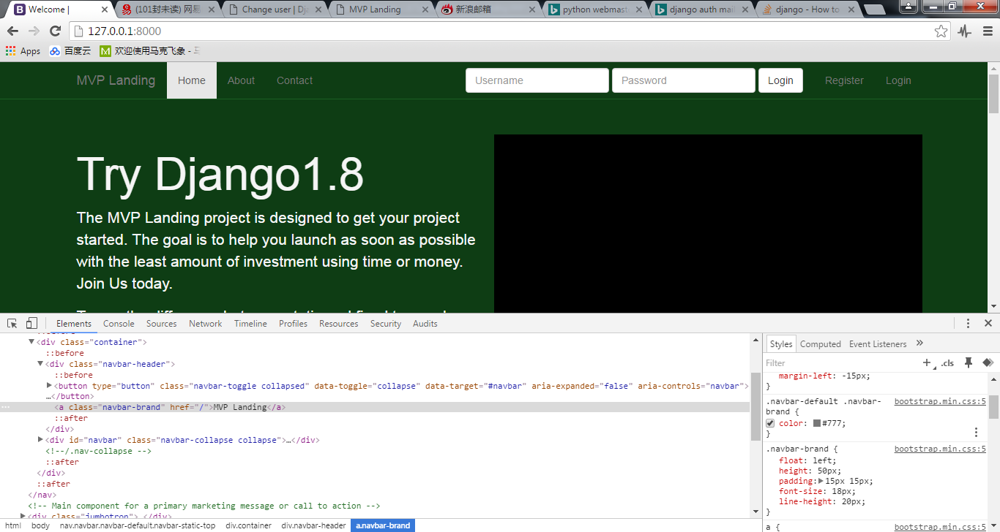 Welcome |
(101封未读) 网易
Change user | Dj
MVP Landing
新浪邮箱
python webmast
django auth mai
django - How to
127.0.0.1:8000
Apps
百度云
欢迎使用马克飞象 -
MVP Landing
Home
About
Contact
Username
Password
Login
Register
Login
Try Django1.8
The MVP Landing project is designed to get your project
started. The goal is to help you launch as soon as possible
with the least amount of investment using time or money.
Join Us today.
Elements
Console
Sources
Network
Timeline
Profiles
Resources
Security
Audits
::before
<div class="container">
::before
<div class="navbar-header">
::before
<button type="button" class="navbar-toggle collapsed" data-toggle="collapse" data-target="#navbar" aria-expanded="false" aria-controls="navbar">
…</button>
<a class="navbar-brand" href="/">MVP Landing</a>
::after
</div>
<div id="navbar" class="navbar-collapse collapse">…</div>
<!--/.nav-collapse -->
::after
</div>
::after
</nav>
<!-- Main component for a primary marketing message or call to action -->
<div class="jumbotron">…</div>
html
body
nav.navbar.navbar-default.navbar-static-top
div.container
div.navbar-header
a.navbar-brand
Styles
Computed
Event Listeners
»
Filter
+
.cls
margin-left: -15px;
}
.navbar-default .navbar-
brand {
bootstrap.min.css:5
color: #777;
}
.navbar-brand {
bootstrap.min.css:5
float: left;
height: 50px;
padding: 15px 15px;
font-size: 18px;
line-height: 20px;
}
a {
bootstrap.min.css:5